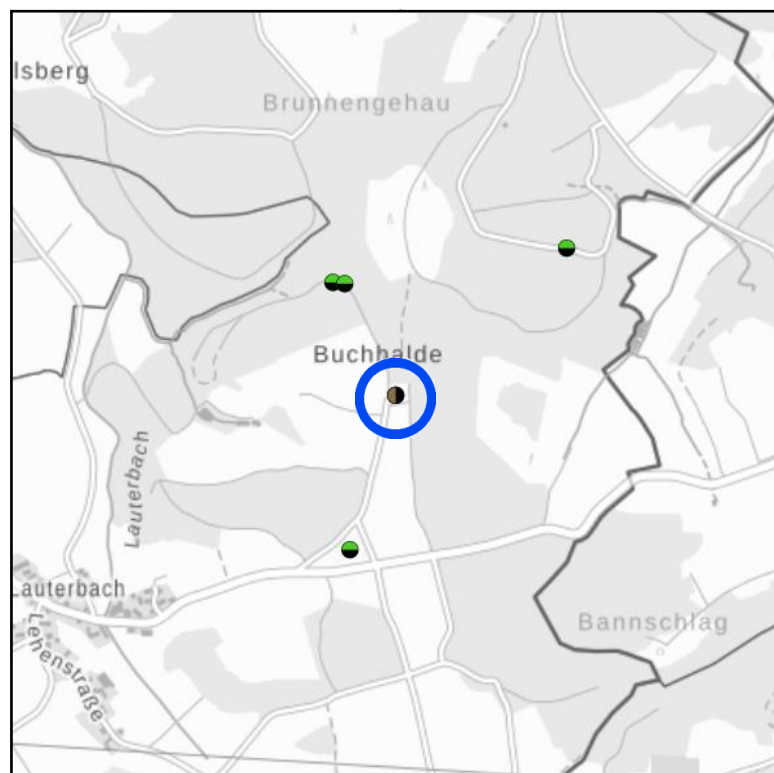 lsberg
Brunnengehau
Buchhalde
Lauterbach
Lauterbach
Lehenstraße
Bannschlag